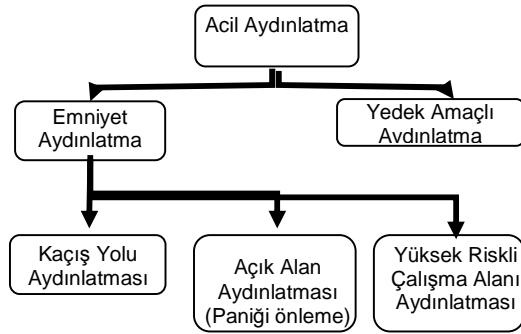 Acil Aydınlatma
Emniyet
Aydınlatma
Yedek Amaçlı
Avdınlatma
Kaçış Yolu
Aydınlatması
Açık Alan
Aydınlatması
(Paniği önleme)
Yüksek Riskli
Çalışma Alanı
Aydınlatması